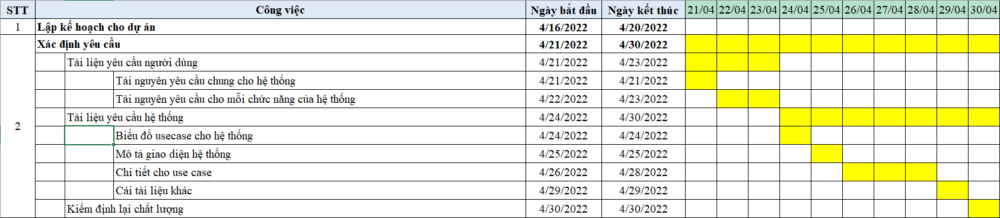 STT Công việc Ngày bắt đầu Ngày kết thúc 21/04 22/04 23/04 24/04 25/04 26/04 27/04 28/04 29/04 30/04
1 Lập kế hoạch cho dự án 4/16/2022 4/20/2022
Xác định yêu cầu 4/21/2022 4/30/2022
Tài liệu yêu cầu người dùng 4/21/2022 4/23/2022
Tài nguyên yêu cầu chung cho hệ thống 4/21/2022 4/21/2022
Tài nguyên yêu cầu cho mỗi chức năng của hệ thống 4/22/2022 4/23/2022
Tài liệu yêu cầu hệ thống 4/24/2022 4/30/2022
2 Biểu đồ usecase cho hệ thống 4/24/2022 4/24/2022
Mô tả giao diện hệ thống 4/25/2022 4/25/2022
Chi tiết cho use case 4/26/2022 4/28/2022
Cái tài liệu khác 4/29/2022 4/29/2022
Kiểm định lại chất lượng 4/30/2022 4/30/2022